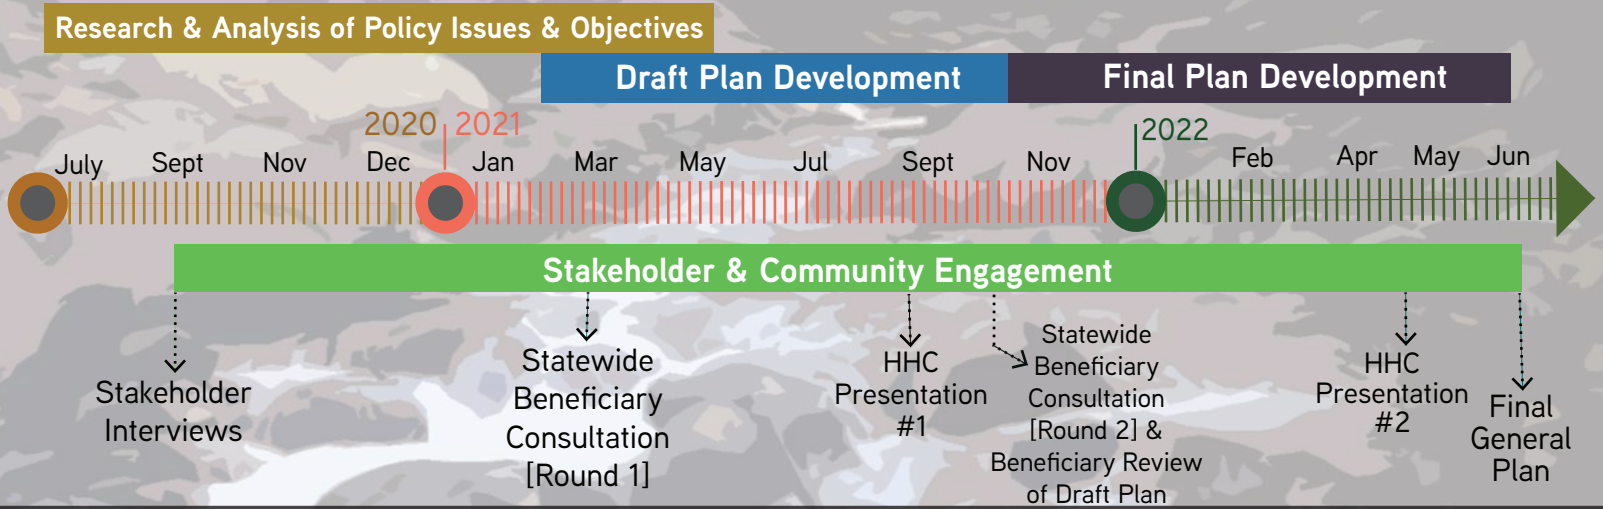 Research & Analysis of Policy Issues & Objectives
Draft Plan Development
Final Plan Development
2020
2021
2022
July
Sept
Nov
Dec
Jan
Mar
May
Jul
Sept
Nov
Feb
Apr
May
Jun
Stakeholder & Community Engagement
Stakeholder
Interviews
Statewide
Beneficiary
Consultation
[Round 1]
HHC
Presentation
#1
Statewide
Beneficiary
Consultation
[Round 2] &
Beneficiary Review
of Draft Plan
HHC
Presentation
#2
Final
General
Plan